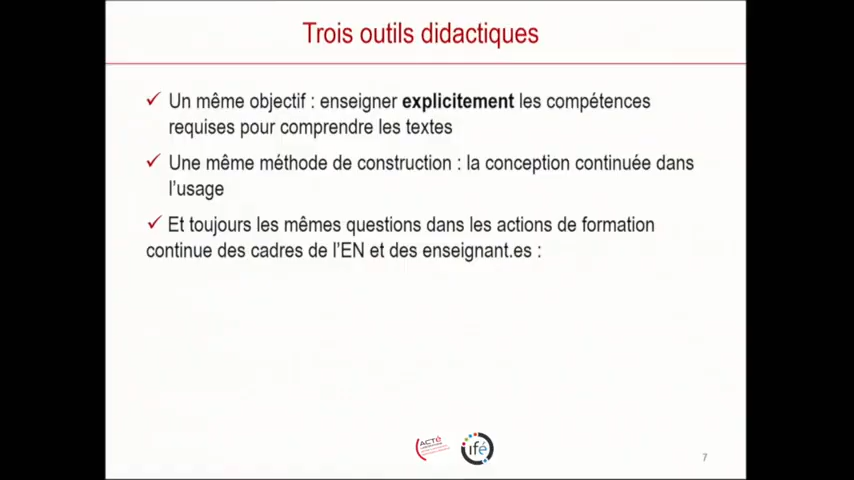 Trois outils didactiques
✓ Un même objectif : enseigner explicitement les compétences
requises pour comprendre les textes
✓ Une même méthode de construction : la conception continuée dans
l'usage
✓ Et toujours les mêmes questions dans les actions de formation
continue des cadres de l'EN et des enseignant.es :
ACTé
ifé
7